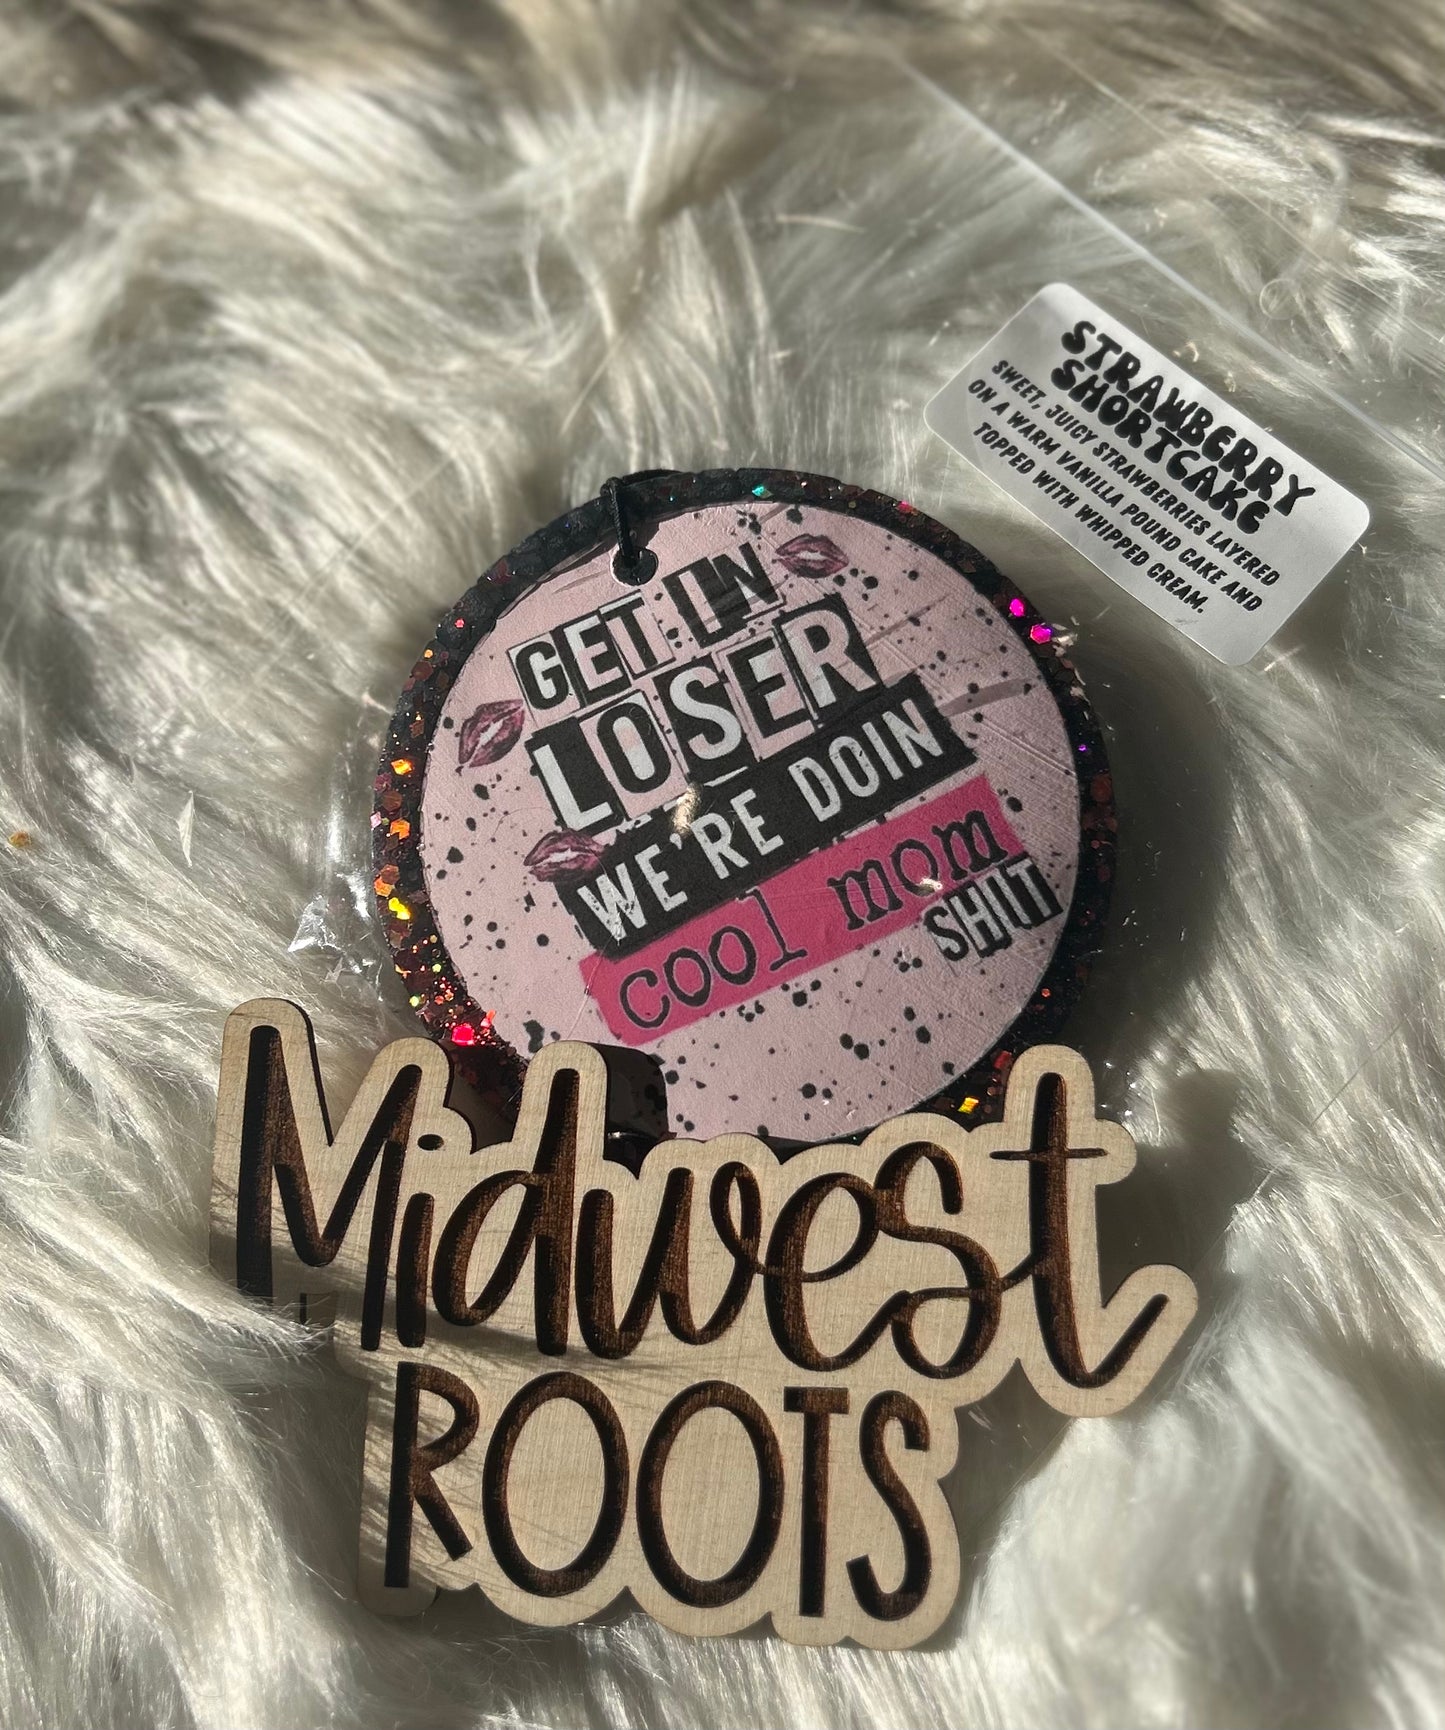 STRAWBERRY
SHORTCAKE
SWEET, JUICY STRAWBERRIES LAYERED
ON A WARM VANILLA POUND CAKE AND
TOPPED WITH WHIPPED CREAM.
GET IN
LOSER
WE'RE DOIN
cool mom
SHIT
Midwest
ROOTS